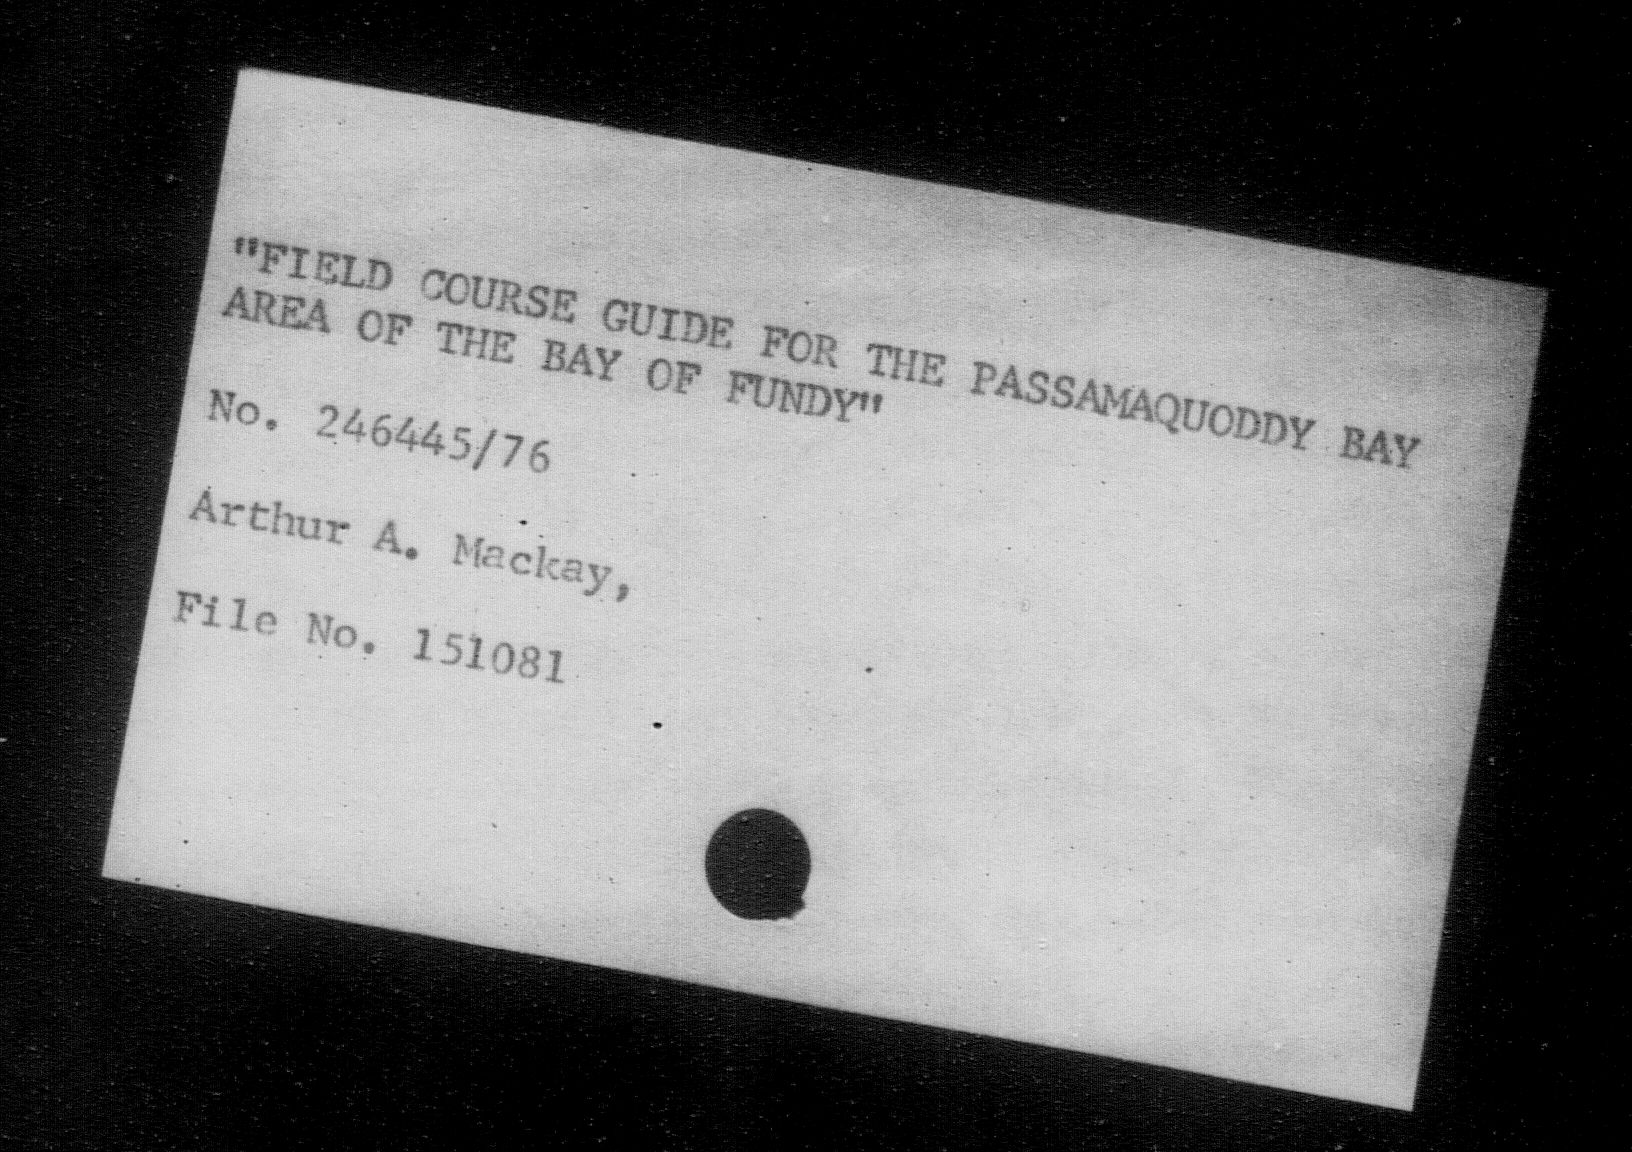 "FIELD COURSE GUIDE FOR THE PASSAMAQUODDY BAY
AREA OF THE BAY OF FUNDY"
No. 246445/76
Arthur A. Mackay,
File No. 151081